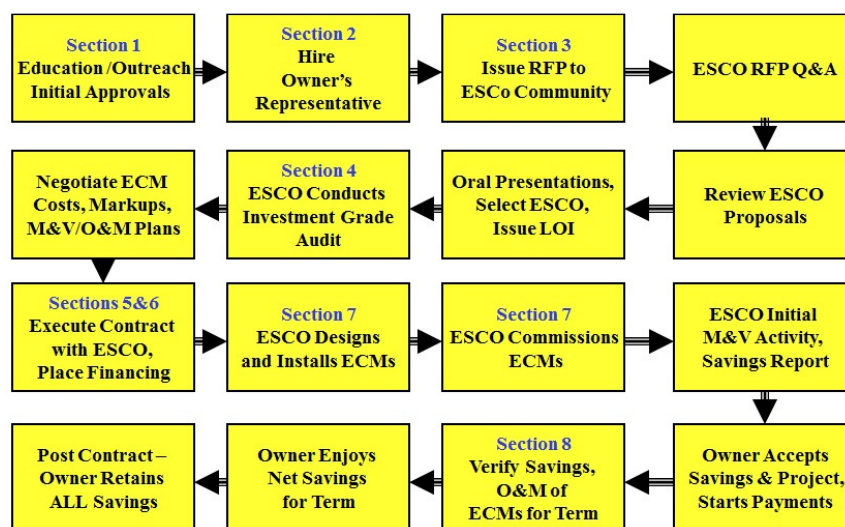 Section 1
Education /Outreach
Initial Approvals
Section 2
Hire
Owner's
Representative
Section 3
Issue RFP to
ESCo Community
ESCO RFP Q&A
Review ESCO
Proposals
Oral Presentations,
Select ESCO,
Issue LOI
Section 4
ESCO Conducts
Investment Grade
Audit
Negotiate ECM
Costs, Markups,
M&V/O&M Plans
Sections 5&6
Execute Contract
with ESCO,
Place Financing
Section 7
ESCO Designs
and Installs ECMs
Section 7
ESCO Commissions
ECMs
ESCO Initial
M&V Activity,
Savings Report
Owner Accepts
Savings & Project,
Starts Payments
Section 8
Verify Savings,
O&M of
ECMs for Term
Owner Enjoys
Net Savings
for Term
Post Contract –
Owner Retains
ALL Savings